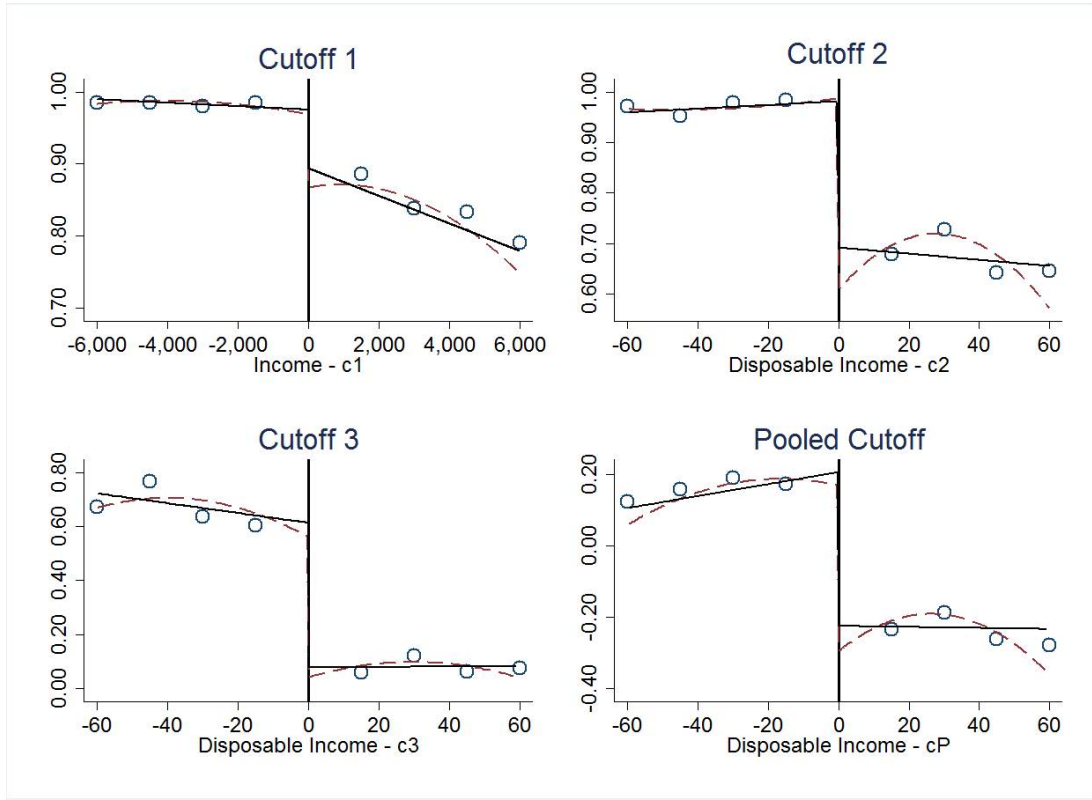 Cutoff 1
1.00
0.90
0.80
0.70
-6,000 -4,000 -2,000 0 2,000 4,000 6,000
Income - c1
Cutoff 2
1.00
0.90
0.80
0.70
0.60
-60 -40 -20 0 20 40 60
Disposable Income - c2
Cutoff 3
0.80
0.60
0.40
0.20
0.00
-60 -40 -20 0 20 40 60
Disposable Income - c3
Pooled Cutoff
0.20
0.00
-0.20
-0.40
-60 -40 -20 0 20 40 60
Disposable Income - cP